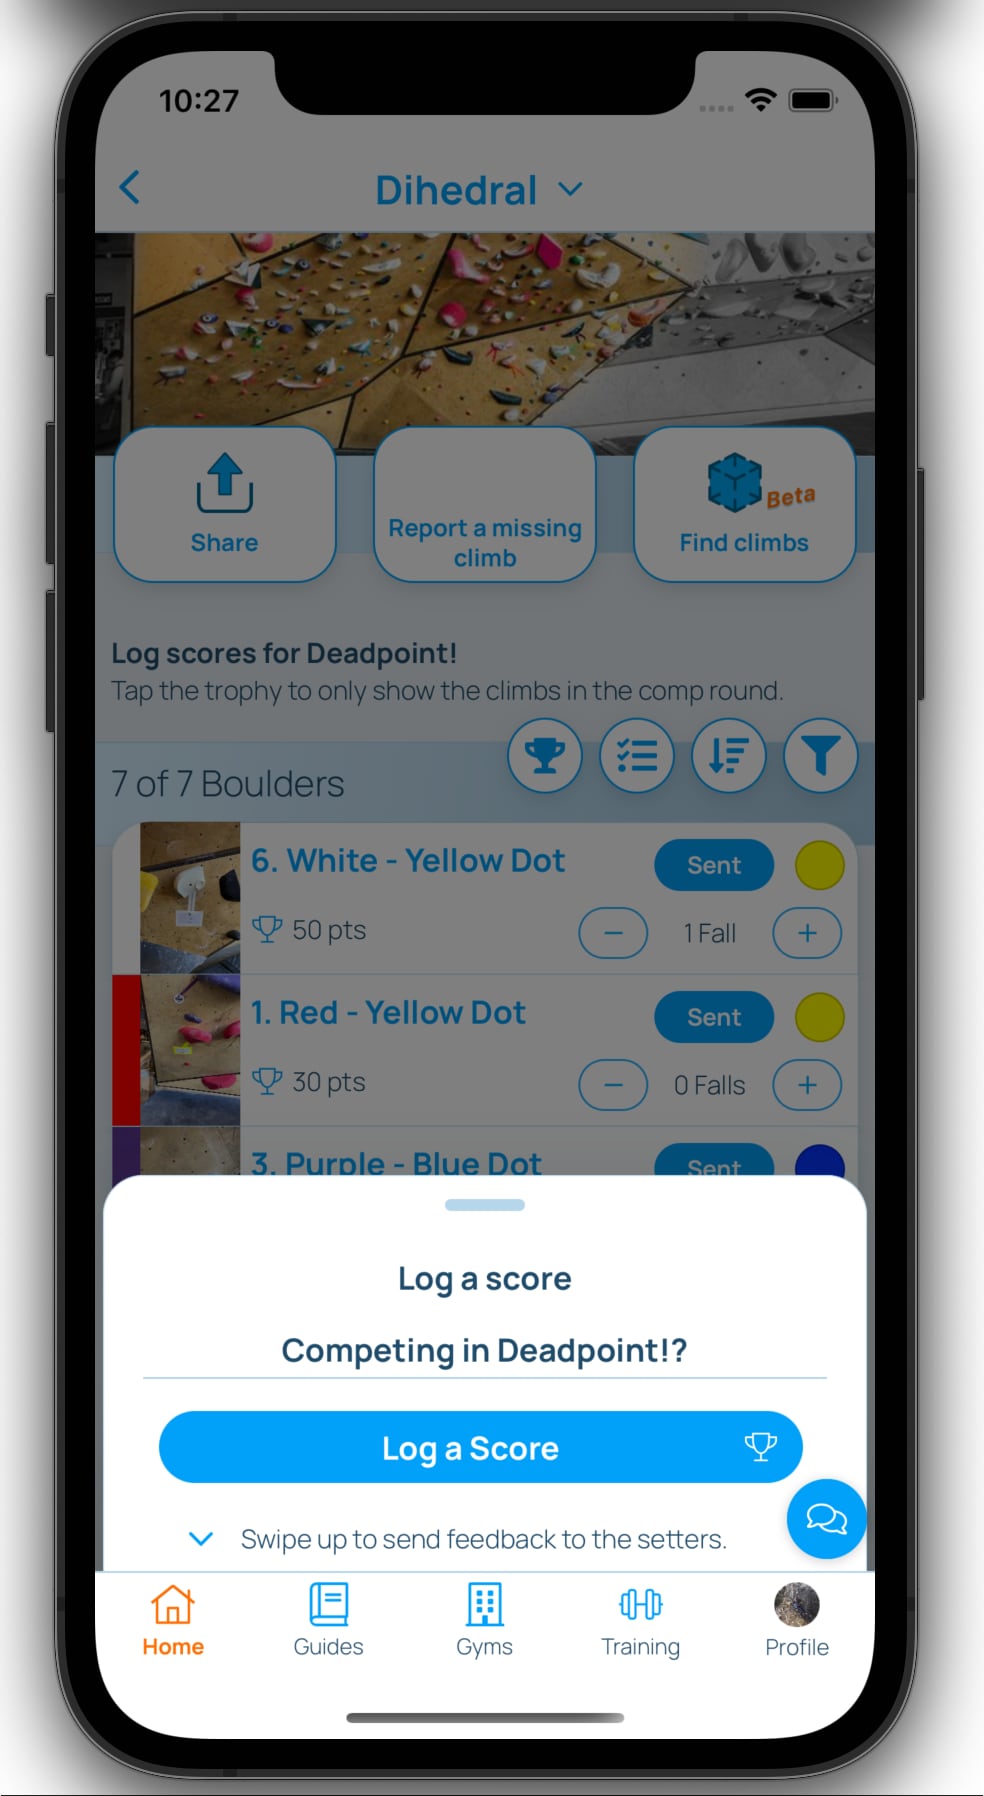 10:27
Dihedral
Share
Report a missing
climb
Beta
Find climbs
Log scores for Deadpoint!
Tap the trophy to only show the climbs in the comp round.
7 of 7 Boulders
6. White - Yellow Dot
Sent
50 pts
1 Fall
1. Red - Yellow Dot
Sent
30 pts
0 Falls
3. Purple - Blue Dot
Sent
Log a score
Competing in Deadpoint!?
Log a Score
Swipe up to send feedback to the setters.
Home
Guides
Gyms
Training
Profile